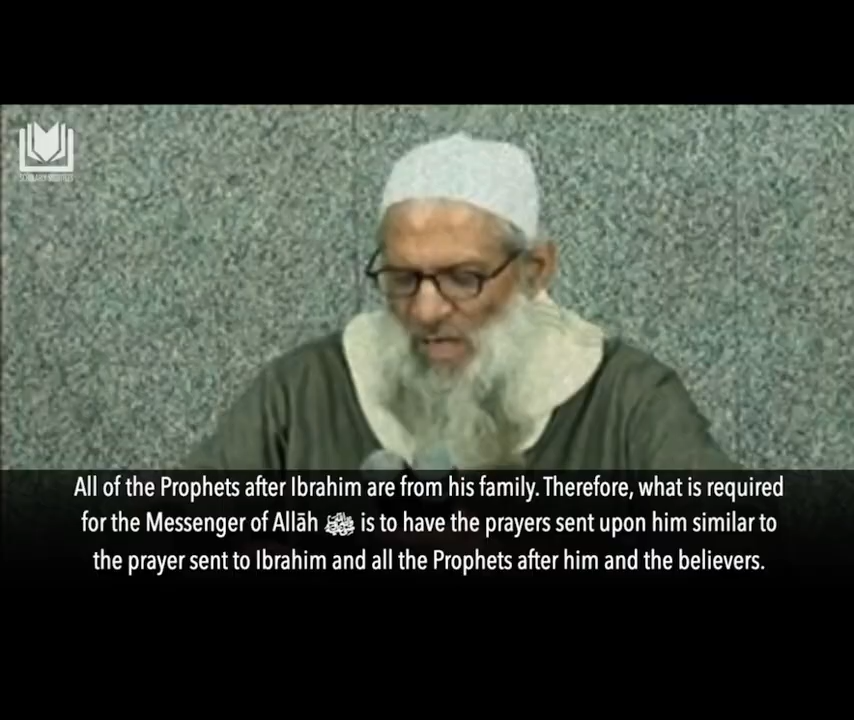 All of the Prophets after Ibrahim are from his family. Therefore, what is required
for the Messenger of Allāh ﷺ is to have the prayers sent upon him similar to
the prayer sent to Ibrahim and all the Prophets after him and the believers.